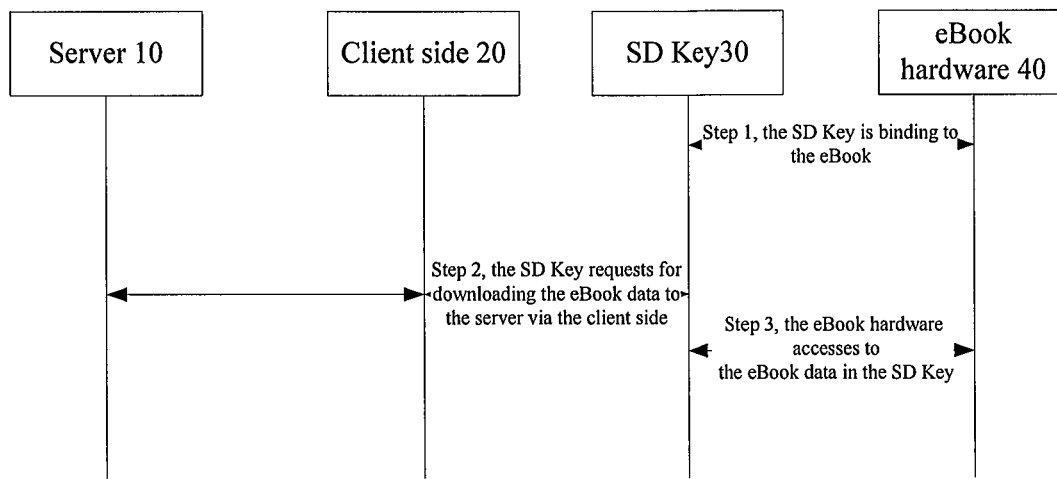 Server 10
Client side 20
SD Key30
eBook
hardware 40
Step 1, the SD Key is binding to
the eBook
Step 2, the SD Key requests for
downloading the eBook data to
the server via the client side
Step 3, the eBook hardware
accesses to
the eBook data in the SD Key